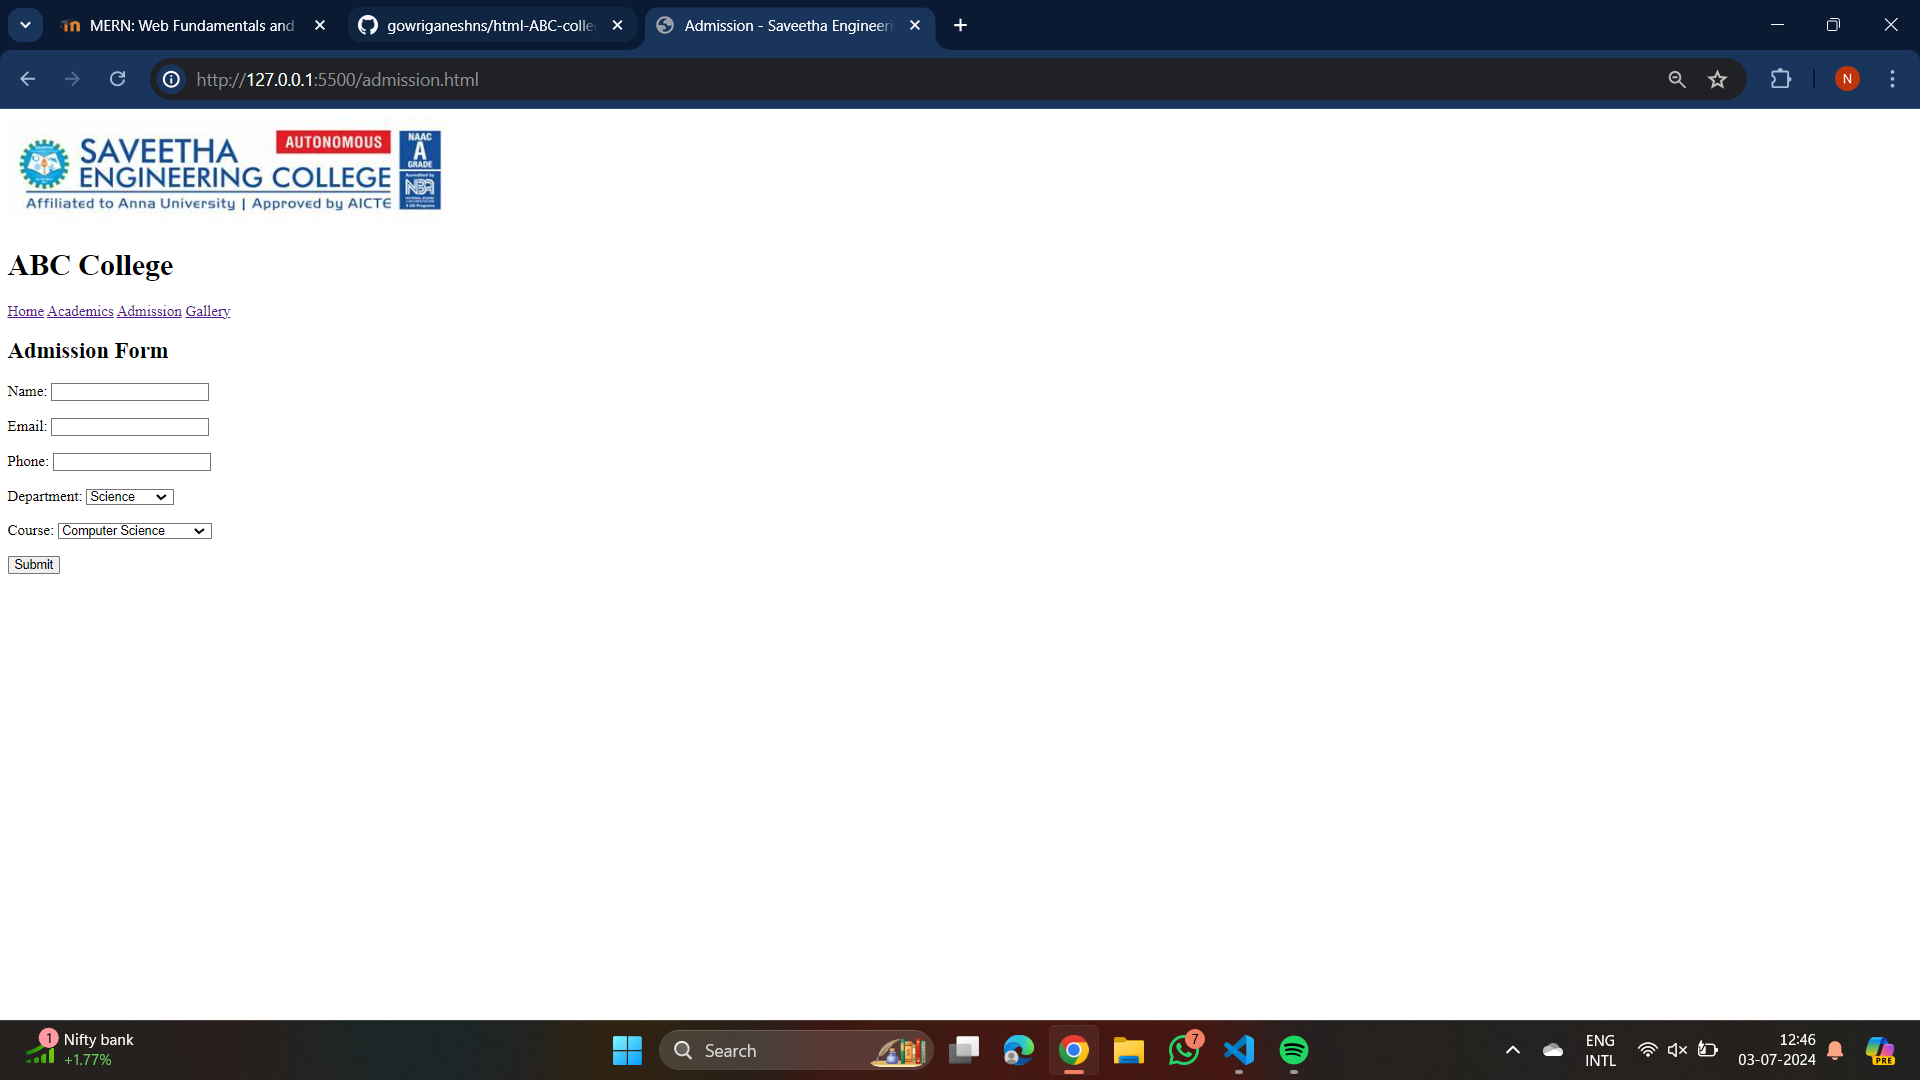 MERN: Web Fundamentals and
gowriganeshns/html-ABC-colle
Admission - Saveetha Engineeri
http://127.0.0.1:5500/admission.html
N
SAVEETHA
ENGINEERING COLLEGE
AUTONOMOUS
Affiliated to Anna University | Approved by AICTE
NAAC
A
GRADE
Accredited by
NBA
ABC College
Home Academics Admission Gallery
Admission Form
Name:
Email:
Phone:
Department: Science
Course: Computer Science
Submit
1
Nifty bank
+1.77%
Search
7
ENG
INTL
12:46
03-07-2024
PRE